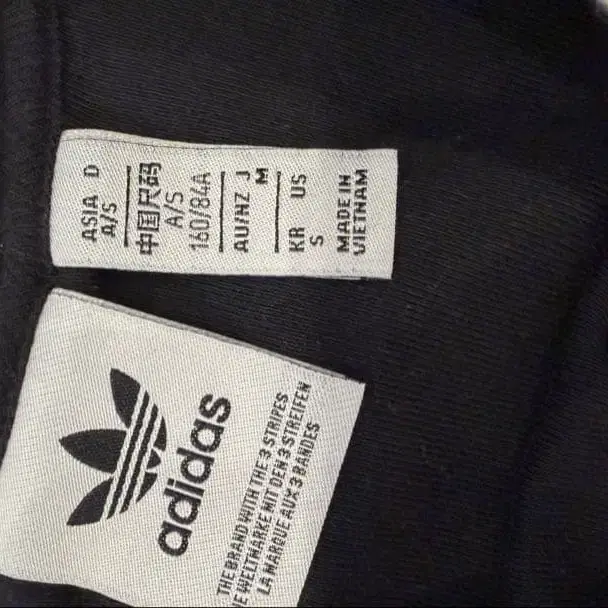 ASIA D
A/S
中国尺码
A/S
160/84A
AU/NZ J
M
KR US
S
MADE IN
VIETNAM
adidas
THE BRAND WITH THE 3 STRIPES
E WELTMARKE MIT DEN 3 STREIFEN
LA MARQUE AUX 3 BANDES